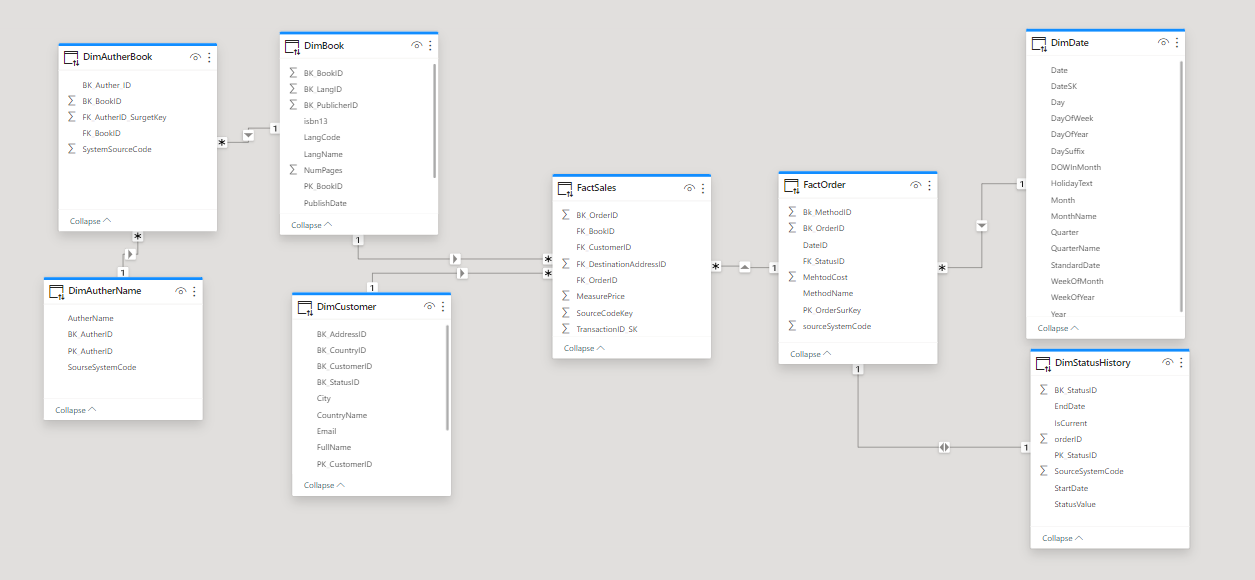 DimAutherBook
BK_Auther_ID
BK_BookID
FK_AutherID_SurgetKey
FK_BookID
SystemSourceCode
Collapse
DimBook
BK_BookID
BK_LangID
BK_PublicherID
isbn13
LangCode
LangName
NumPages
PK_BookID
PublishDate
Collapse
DimAutherName
AutherName
BK_AutherID
PK_AutherID
SourseSystemCode
Collapse
DimCustomer
BK_AddressID
BK_CountryID
BK_CustomerID
BK_StatusID
City
CountryName
Email
FullName
PK_CustomerID
Collapse
FactSales
BK_OrderID
FK_BookID
FK_CustomerID
FK_DestinationAddressID
FK_OrderID
MeasurePrice
SourceCodeKey
TransactionID_SK
Collapse
FactOrder
Bk_MethodID
BK_OrderID
DateID
FK_StatusID
MehtodCost
MethodName
PK_OrderSurKey
sourceSystemCode
Collapse
DimDate
Date
DateSK
Day
DayOfWeek
DayOfYear
DaySuffix
DOWInMonth
HolidayText
Month
MonthName
Quarter
QuarterName
StandardDate
WeekOfMonth
WeekOfYear
Year
Collapse
DimStatusHistory
BK_StatusID
EndDate
IsCurrent
orderID
PK_StatusID
SourceSystemCode
StartDate
StatusValue
Collapse
*
1
*
1
1
*
1
*
*
1
1
*
1
1